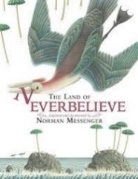 THE LAND OF
NEVERBELIEVE
NORMAN MESSENGER